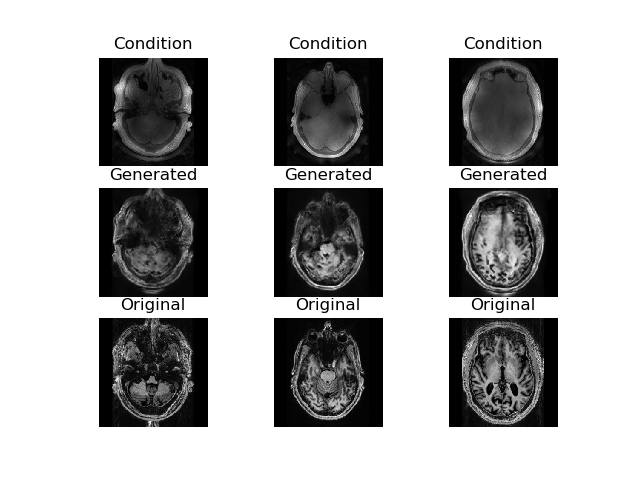 Condition Condition Condition
Generated Generated Generated
Original Original Original